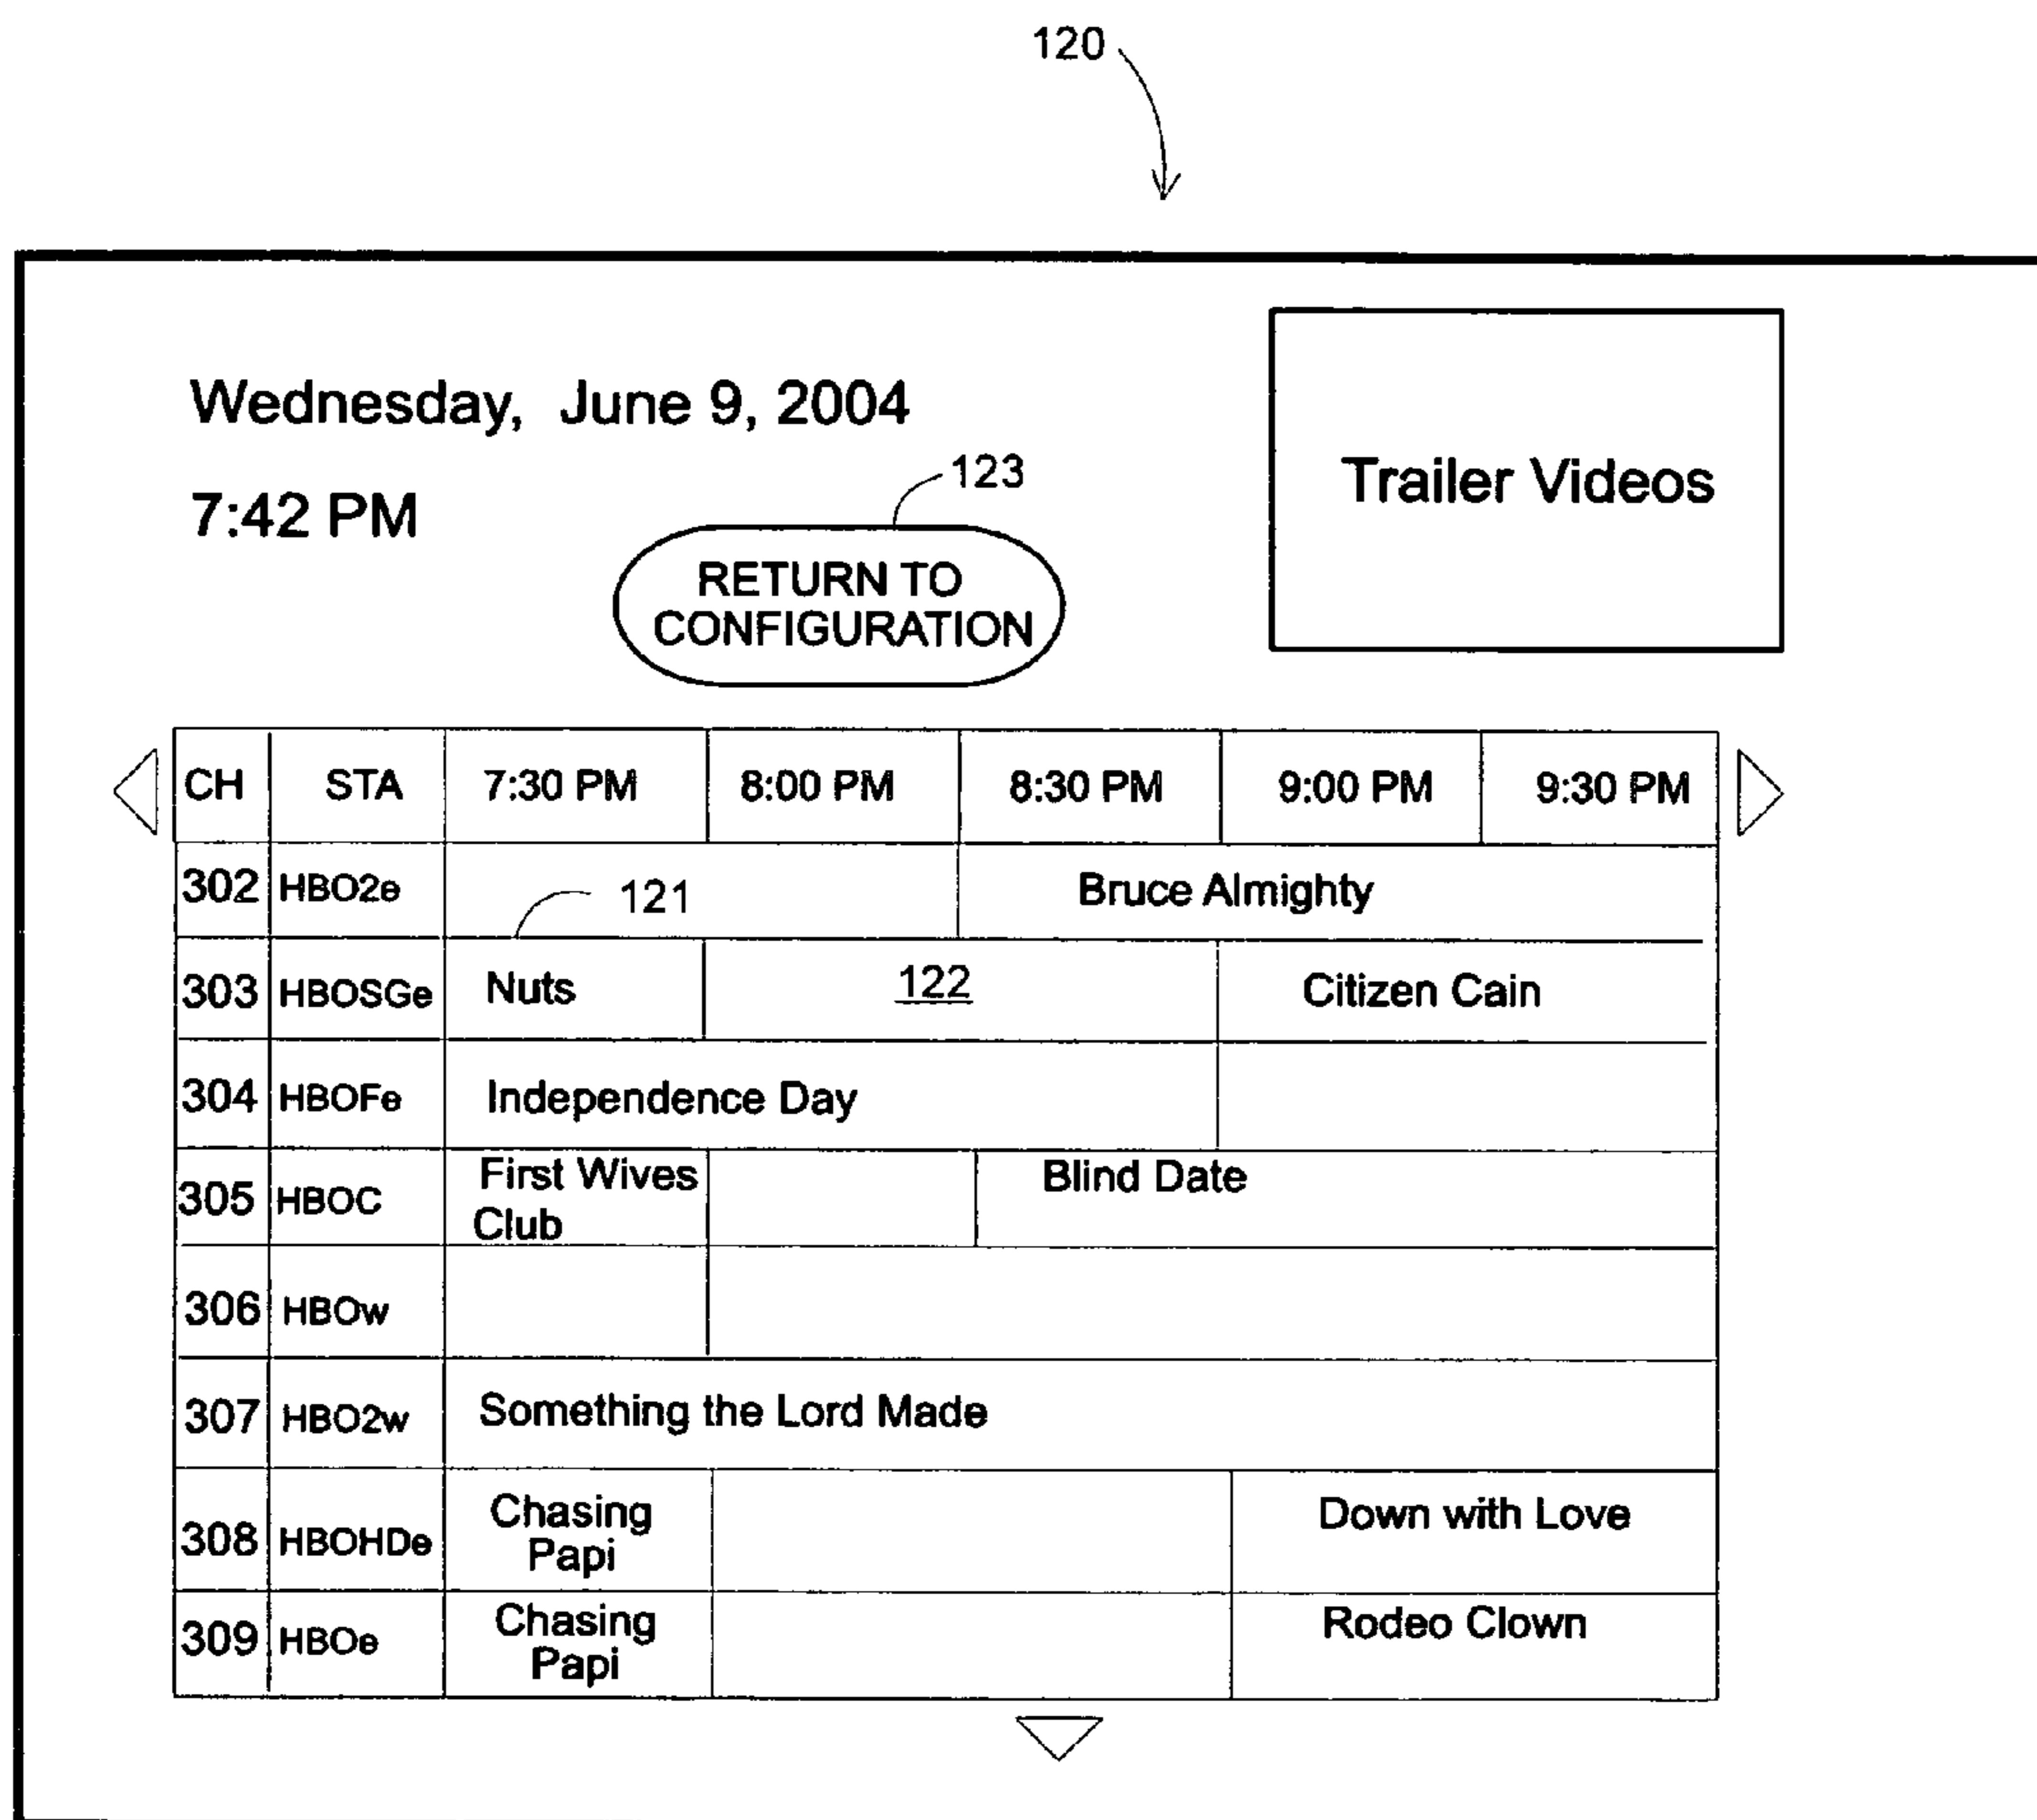 120
Wednesday, June 9, 2004
7:42 PM
123
RETURN TO
CONFIGURATION
Trailer Videos
CH STA 7:30 PM 8:00 PM 8:30 PM 9:00 PM 9:30 PM
302 HBO2e 121 Bruce Almighty
303 HBOSGe Nuts 122 Citizen Cain
304 HBOFe Independence Day
305 HBOC First Wives Club Blind Date
306 HBOw
307 HBO2w Something the Lord Made
308 HBOHDe Chasing Papi Down with Love
309 HBOe Chasing Papi Rodeo Clown